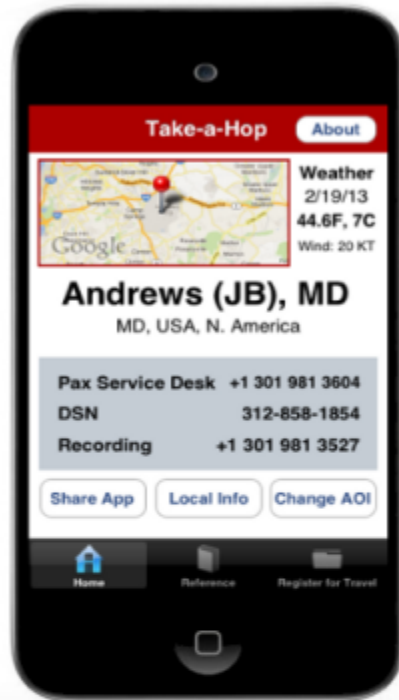 Take-a-Hop
About
Google
Weather
2/19/13
44.6F, 7C
Wind: 20 KT
Andrews (JB), MD
MD, USA, N. America
Pax Service Desk +1 301 981 3604
DSN 312-858-1854
Recording +1 301 981 3527
Share App Local Info Change AOI
Home Reference Register for Travel